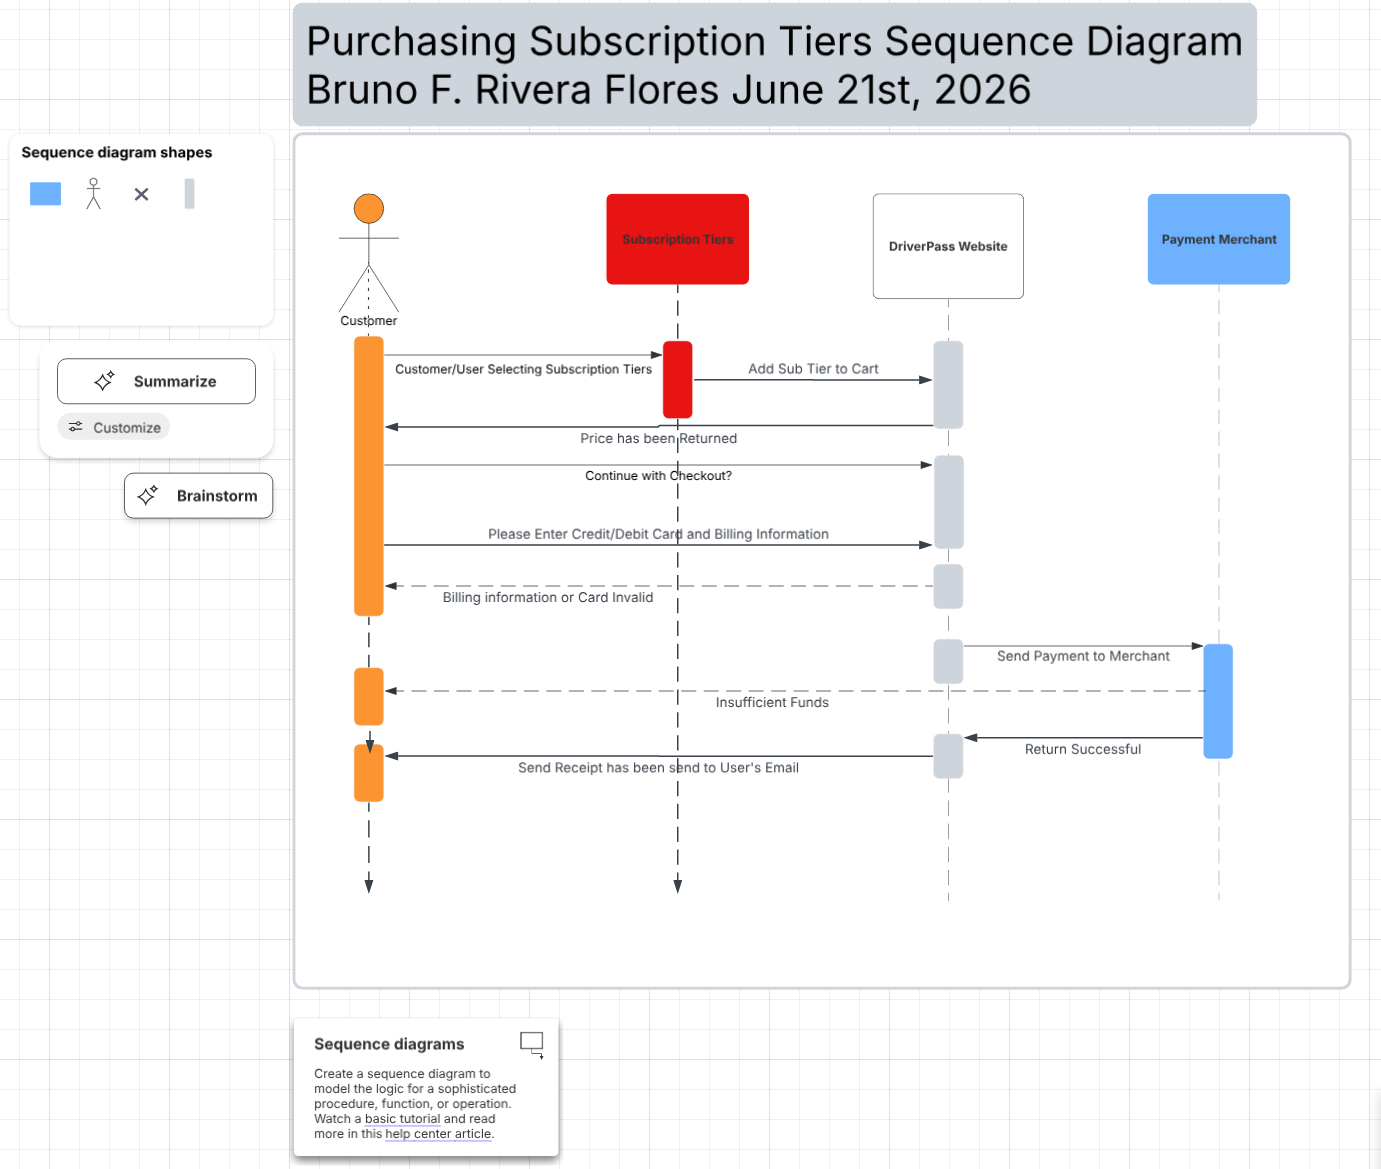 Purchasing Subscription Tiers Sequence Diagram
Bruno F. Rivera Flores June 21st, 2026
Sequence diagram shapes
Summarize
Customize
Brainstorm
Subscription Tiers
DriverPass Website
Payment Merchant
Customer
Customer/User Selecting Subscription Tiers
Add Sub Tier to Cart
Price has been Returned
Continue with Checkout?
Please Enter Credit/Debit Card and Billing Information
Billing information or Card Invalid
Send Payment to Merchant
Insufficient Funds
Return Successful
Send Receipt has been send to User's Email
Sequence diagrams
Create a sequence diagram to
model the logic for a sophisticated
procedure, function, or operation.
Watch a basic tutorial and read
more in this help center article.